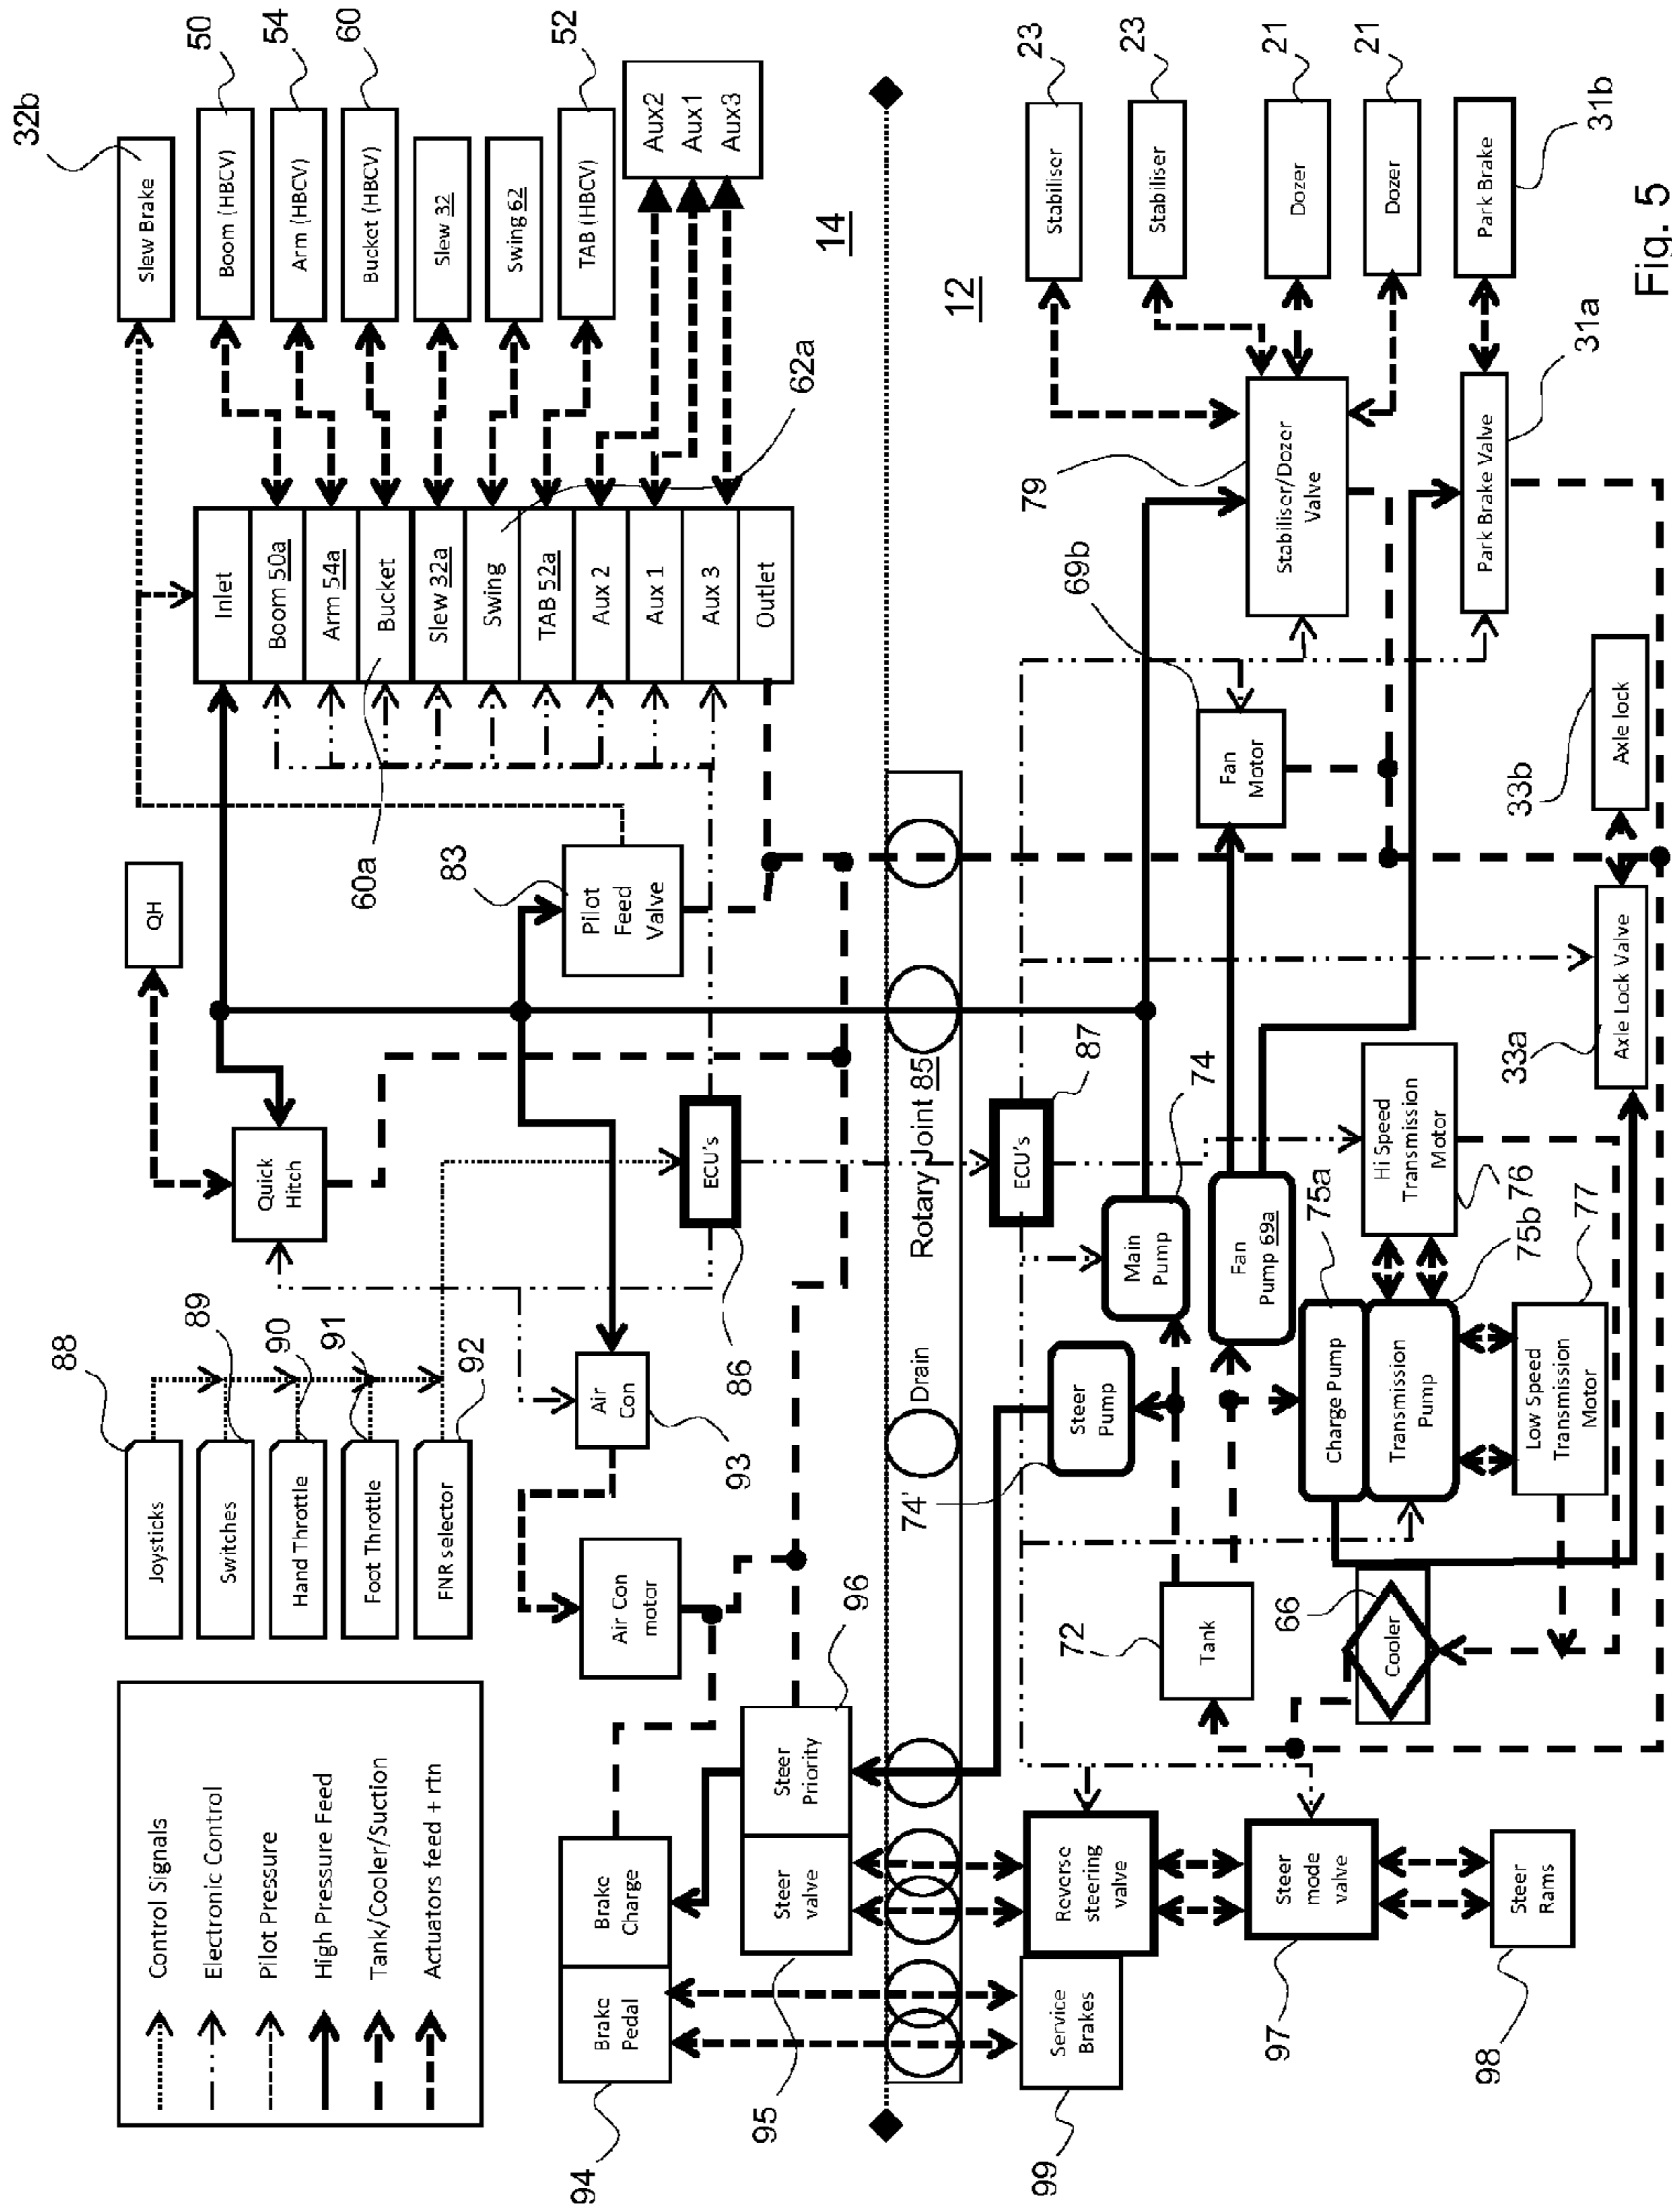 Control Signals
Electronic Control
Pilot Pressure
High Pressure Feed
Tank/Cooler/Suction
Actuators feed + rtn
Joysticks
Switches
Hand Throttle
Foot Throttle
FNR selector
88
89
90
91
92
QH
Quick
Hitch
Air
Con
93
Air Con
motor
ECU's
86
Pilot
Feed
Valve
83
60a
Inlet
Boom 50a
Arm 54a
Bucket
Slew 32a
Swing
TAB 52a
Aux 2
Aux 1
Aux 3
Outlet
62a
Slew Brake
32b
Boom (HBCV)
50
Arm (HBCV)
54
Bucket (HBCV)
60
Slew 32
Swing 62
TAB (HBCV)
52
Aux2
Aux1
Aux3
14
Brake
Pedal
Brake
Charge
94
Steer
valve
Steer
Priority
95
96
Drain
Rotary Joint 85
12
Service
Brakes
99
Reverse
steering
valve
Steer
mode
valve
97
Steer
Rams
98
Tank
72
Steer
Pump
74'
Main
Pump
74
ECU's
87
Fan
Pump 69a
Charge Pump
75a
Transmission
Pump
75b
Hi Speed
Transmission
Motor
76
Low Speed
Transmission
Motor
77
Cooler
66
Fan
Motor
69b
Stabiliser/Dozer
Valve
79
Stabiliser
23
Stabiliser
23
Dozer
21
Dozer
21
Park Brake
31b
Park Brake Valve
31a
Axle Lock Valve
33a
Axle lock
33b
Fig. 5